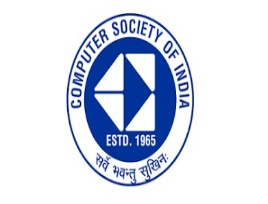 COMPUTER SOCIETY OF INDIA
ESTD. 1965
सर्वे भवन्तु सुखिनः